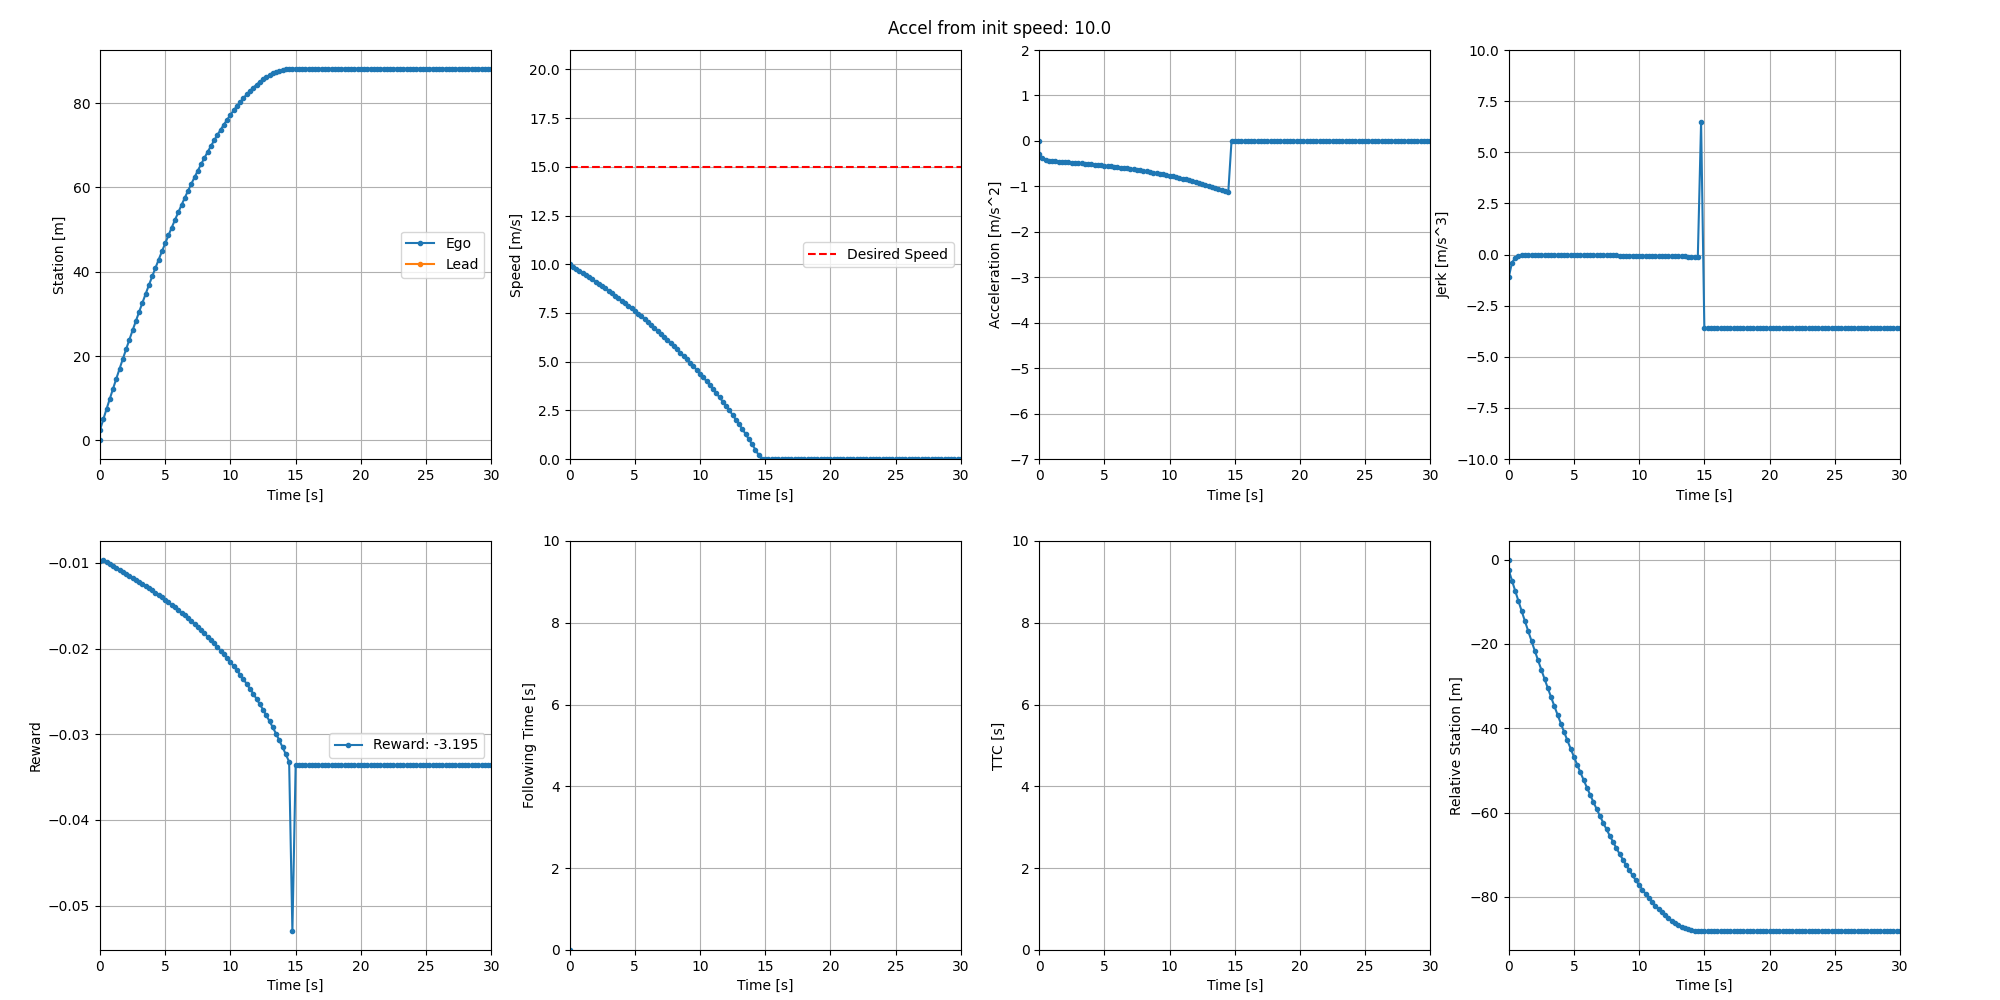 Accel from init speed: 10.0
Station [m]
80
60
40
20
0
0 5 10 15 20 25 30
Time [s]
Ego
Lead
Speed [m/s]
20.0
17.5
15.0
12.5
10.0
7.5
5.0
2.5
0.0
0 5 10 15 20 25 30
Time [s]
Desired Speed
Acceleration [m/s^2]
2
1
0
−1
−2
−3
−4
−5
−6
−7
0 5 10 15 20 25 30
Time [s]
Jerk [m/s^3]
10.0
7.5
5.0
2.5
0.0
−2.5
−5.0
−7.5
−10.0
0 5 10 15 20 25 30
Time [s]
Reward
−0.01
−0.02
−0.03
−0.04
−0.05
0 5 10 15 20 25 30
Time [s]
Reward: -3.195
Following Time [s]
10
8
6
4
2
0
0 5 10 15 20 25 30
Time [s]
TTC [s]
10
8
6
4
2
0
0 5 10 15 20 25 30
Time [s]
Relative Station [m]
0
−20
−40
−60
−80
0 5 10 15 20 25 30
Time [s]